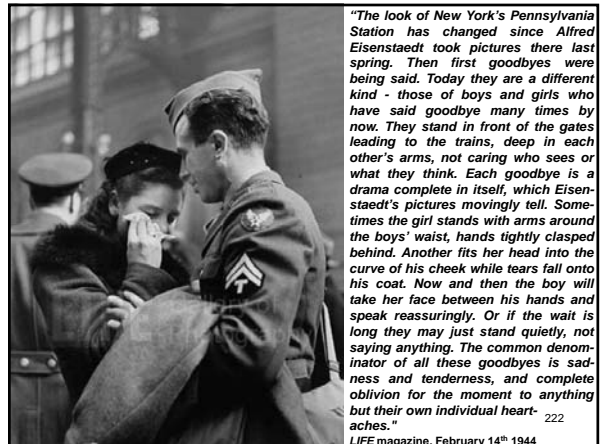 "The look of New York's Pennsylvania
Station has changed since Alfred
Eisenstaedt took pictures there last
spring. Then first goodbyes were
being said. Today they are a different
kind - those of boys and girls who
have said goodbye many times by
now. They stand in front of the gates
leading to the trains, deep in each
other's arms, not caring who sees or
what they think. Each goodbye is a
drama complete in itself, which Eisen-
staedt's pictures movingly tell. Some-
times the girl stands with arms around
the boys' waist, hands tightly clasped
behind. Another fits her head into the
curve of his cheek while tears fall onto
his coat. Now and then the boy will
take her face between his hands and
speak reassuringly. Or if the wait is
long they may just stand quietly, not
saying anything. The common denom-
inator of all these goodbyes is sad-
ness and tenderness, and complete
oblivion for the moment to anything
but their own individual heart-
aches."
222
LIFE magazine, February 14th 1944
T